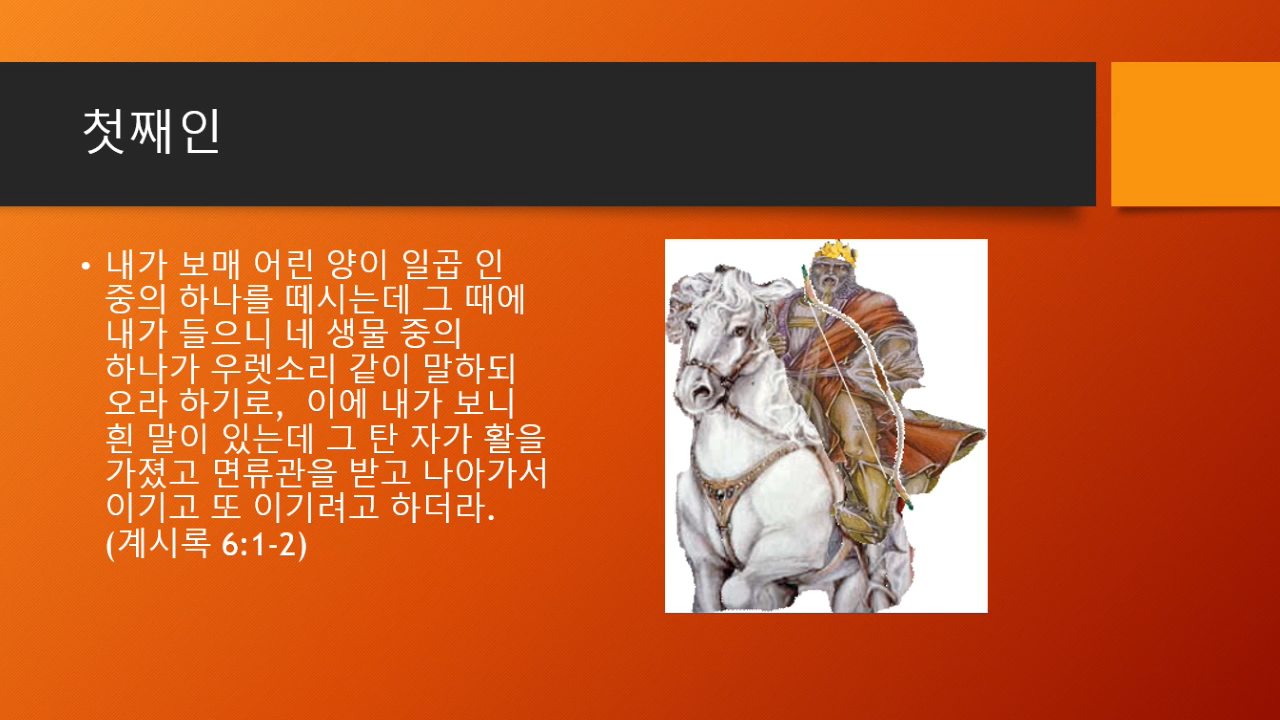 첫째인
• 내가 보매 어린 양이 일곱 인
중의 하나를 떼시는데 그 때에
내가 들으니 네 생물 중의
하나가 우렛소리 같이 말하되
오라 하기로,  이에 내가 보니
흰 말이 있는데 그 탄 자가 활을
가졌고 면류관을 받고 나아가서
이기고 또 이기려고 하더라.
(계시록 6:1-2)